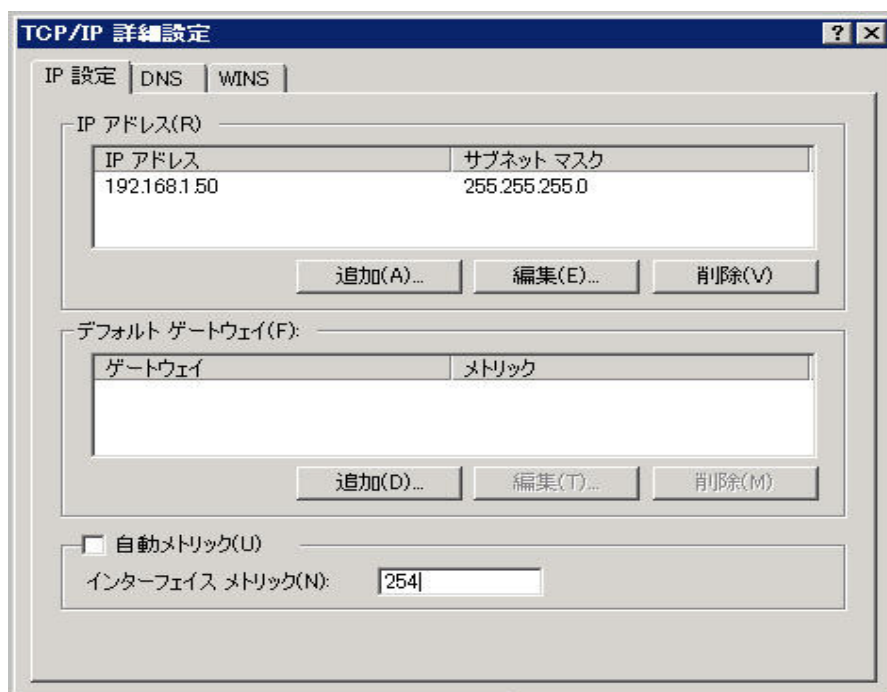 TCP/IP 詳細設定
IP 設定 DNS WINS
IP アドレス(R)
IP アドレス サブネット マスク
192.168.1.50 255.255.255.0
追加(A)... 編集(E)... 削除(V)
デフォルト ゲートウェイ(F):
ゲートウェイ メトリック
追加(D)... 編集(T)... 削除(M)
自動メトリック(U)
インターフェイス メトリック(N): 254